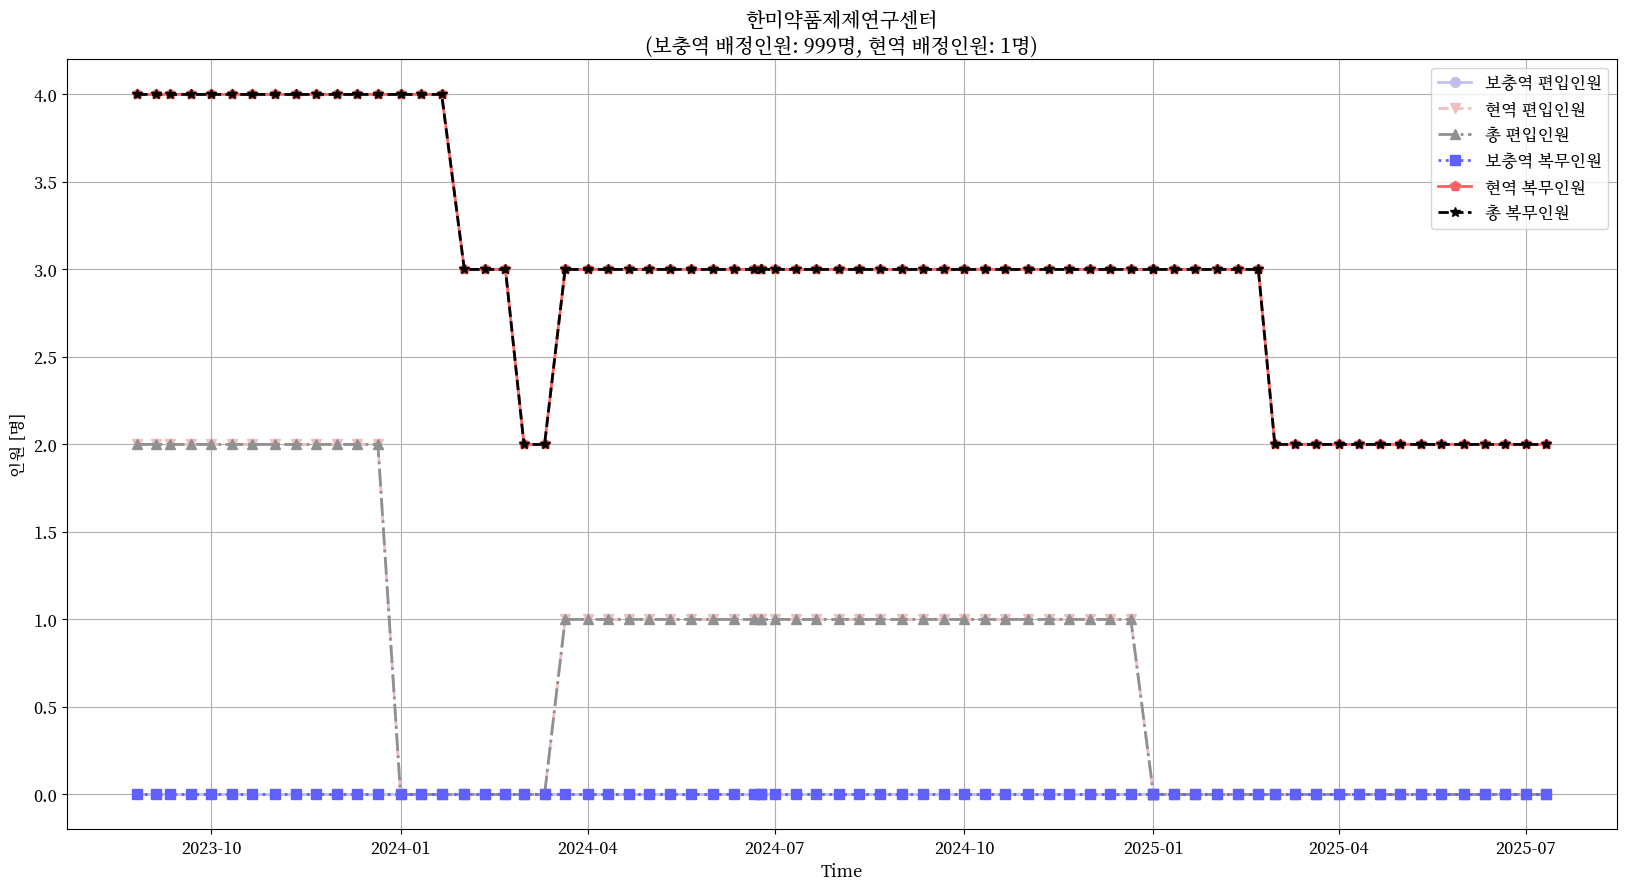 한미약품제제연구센터
(보충역 배정인원: 999명, 현역 배정인원: 1명)
보충역 편입인원
현역 편입인원
총 편입인원
보충역 복무인원
현역 복무인원
총 복무인원
인원 [명]
4.0
3.5
3.0
2.5
2.0
1.5
1.0
0.5
0.0
2023-10
2024-01
2024-04
2024-07
2024-10
2025-01
2025-04
2025-07
Time